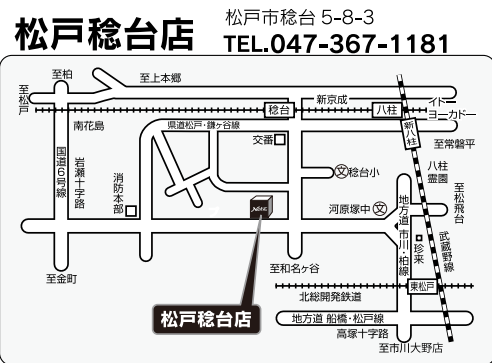 松戸稔台店
松戸市稔台 5-8-3
TEL.047-367-1181
至柏
至上本郷
至松戸
稔台
新京成
八柱
イトーヨーカドー
南花島
県道松戸・鎌ヶ谷線
新八柱
至常磐平
国道6号線
岩瀬十字路
消防本部
交番
文 稔台小
八柱霊園
至松飛台
河原塚中 文
地方道 市川・柏線
珍来
武蔵野線
至金町
至和名ヶ谷
東松戸
北総開発鉄道
松戸稔台店
地方道 船橋・松戸線
高塚十字路
至市川大野店